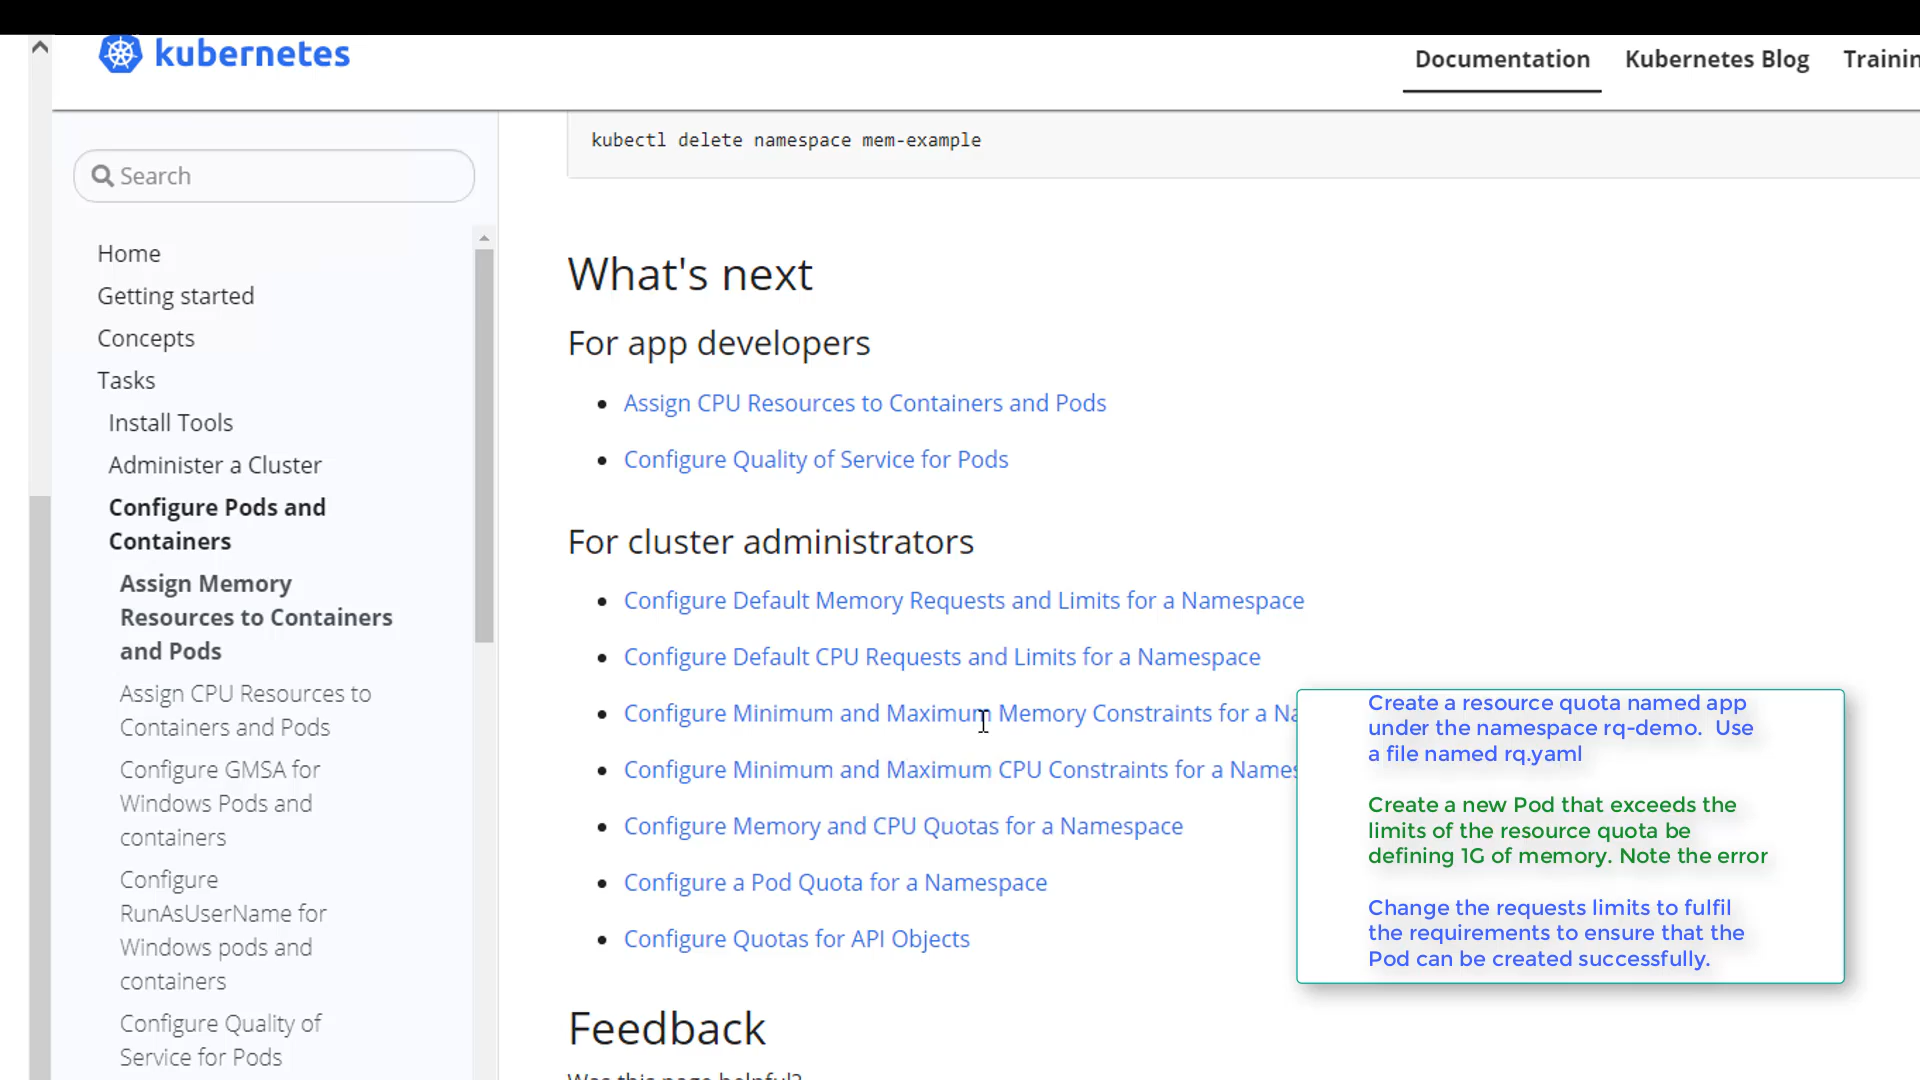 kubernetes
Documentation
Kubernetes Blog
Trainin
Search
Home
Getting started
Concepts
Tasks
Install Tools
Administer a Cluster
Configure Pods and
Containers
Assign Memory
Resources to Containers
and Pods
Assign CPU Resources to
Containers and Pods
Configure GMSA for
Windows Pods and
containers
Configure
RunAsUserName for
Windows pods and
containers
Configure Quality of
Service for Pods
kubectl delete namespace mem-example
What's next
For app developers
Assign CPU Resources to Containers and Pods
Configure Quality of Service for Pods
For cluster administrators
Configure Default Memory Requests and Limits for a Namespace
Configure Default CPU Requests and Limits for a Namespace
Configure Minimum and Maximum Memory Constraints for a Na
Configure Minimum and Maximum CPU Constraints for a Names
Configure Memory and CPU Quotas for a Namespace
Configure a Pod Quota for a Namespace
Configure Quotas for API Objects
Feedback
Was this page helpful?
Create a resource quota named app
under the namespace rq-demo. Use
a file named rq.yaml
Create a new Pod that exceeds the
limits of the resource quota be
defining 1G of memory. Note the error
Change the requests limits to fulfil
the requirements to ensure that the
Pod can be created successfully.